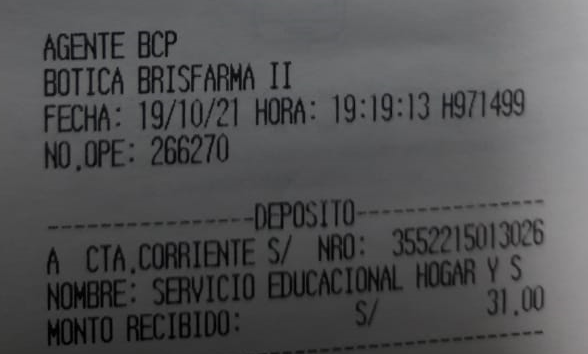 AGENTE BCP
BOTICA BRISFARMA II
FECHA: 19/10/21 HORA: 19:19:13 H971499
NO.OPE: 266270
---------------DEPOSITO---------------
A CTA.CORRIENTE S/ NRO: 3552215013026
NOMBRE: SERVICIO EDUCACIONAL HOGAR Y S
MONTO RECIBIDO: S/ 31.00